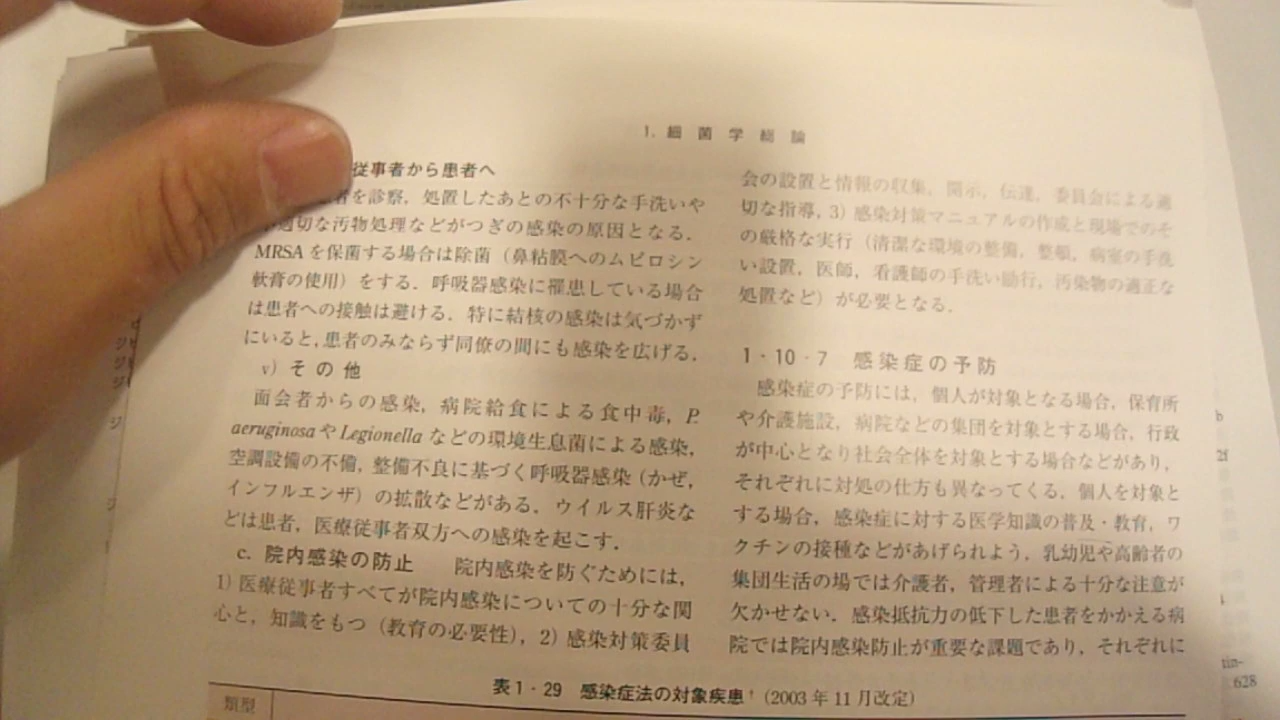 1. 細菌学総論
従事者から患者へ
者を診察,処置したあとの不十分な手洗いや
適切な汚物処理などがつぎの感染の原因となる.
MRSAを保菌する場合は除菌(鼻粘膜へのムピロシン
軟膏の使用)をする.呼吸器感染に罹患している場合
は患者への接触は避ける.特に結核の感染は気づかず
にいると,患者のみならず同僚の間にも感染を広げる.
v) その他
面会者からの感染,病院給食による食中毒,P.
aeruginosaやLegionellaなどの環境生息菌による感染,
空調設備の不備,整備不良に基づく呼吸器感染(かぜ,
インフルエンザ)の拡散などがある.ウイルス肝炎な
どは患者,医療従事者双方への感染を起こす.
c. 院内感染の防止 院内感染を防ぐためには,
1) 医療従事者すべてが院内感染についての十分な関
心と,知識をもつ(教育の必要性),2) 感染対策委員
会の設置と情報の収集,開示,伝達,委員会による適
切な指導,3) 感染対策マニュアルの作成と現場でのそ
の厳格な実行(清潔な環境の整備,整頓,病室の手洗
い設置,医師,看護師の手洗い励行,汚染物の適正な
処置など)が必要となる.
1・10・7 感染症の予防
感染症の予防には,個人が対象となる場合,保育所
や介護施設,病院などの集団を対象とする場合,行政
が中心となり社会全体を対象とする場合などがあり,
それぞれに対処の仕方も異なってくる.個人を対象と
する場合,感染症に対する医学知識の普及・教育,ワ
クチンの接種などがあげられよう.乳幼児や高齢者の
集団生活の場では介護者,管理者による十分な注意が
欠かせない.感染抵抗力の低下した患者をかかえる病
院では院内感染防止が重要な課題であり,それぞれに
表1・29 感染症法の対象疾患† (2003年11月改定)
類型
tin-
628